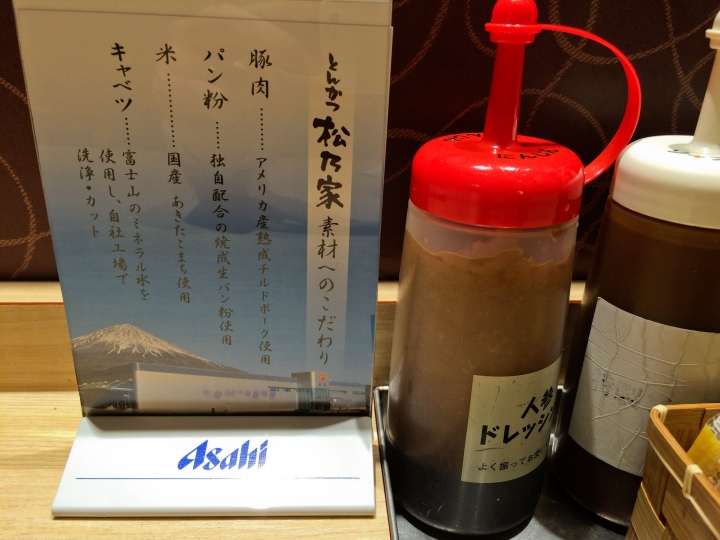 とんかつ 松乃家 素材へのこだわり
豚肉………アメリカ産熟成チルドポーク使用
パン粉……独自配合の焼成生パン粉使用
米…………国産 あきたこまち使用
キャベツ……富士山のミネラル水を
使用し、自社工場で
洗浄・カット
Asahi
にんじん
人参
ドレッシン
よく振ってお使